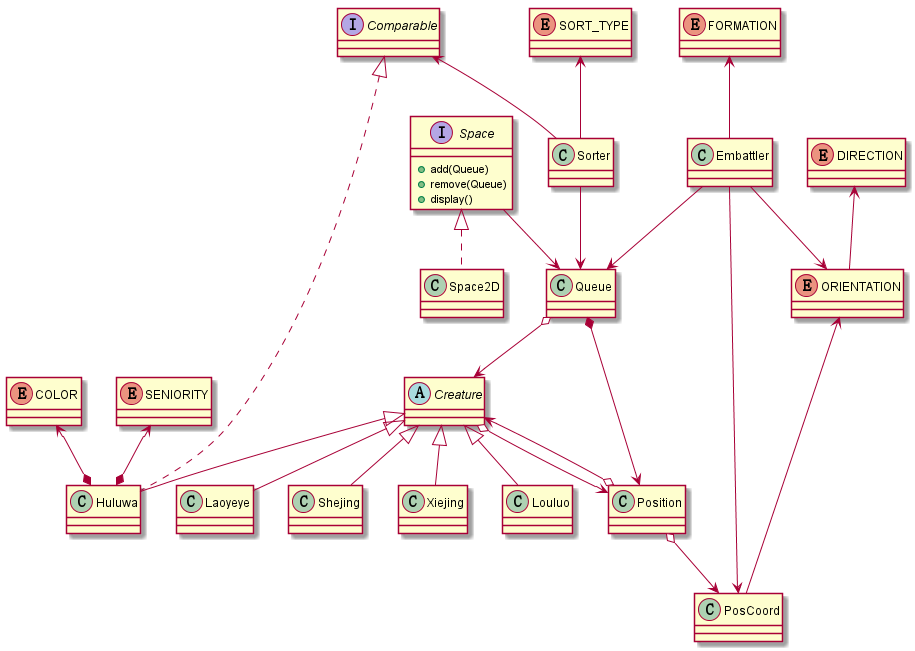 I Comparable
E SORT_TYPE
E FORMATION
I Space
add(Queue)
remove(Queue)
display()
C Sorter
C Embattler
E DIRECTION
C Space2D
C Queue
E ORIENTATION
E COLOR
E SENIORITY
A Creature
C Huluwa
C Laoyeye
C Shejing
C Xiejing
C Louluo
C Position
C PosCoord